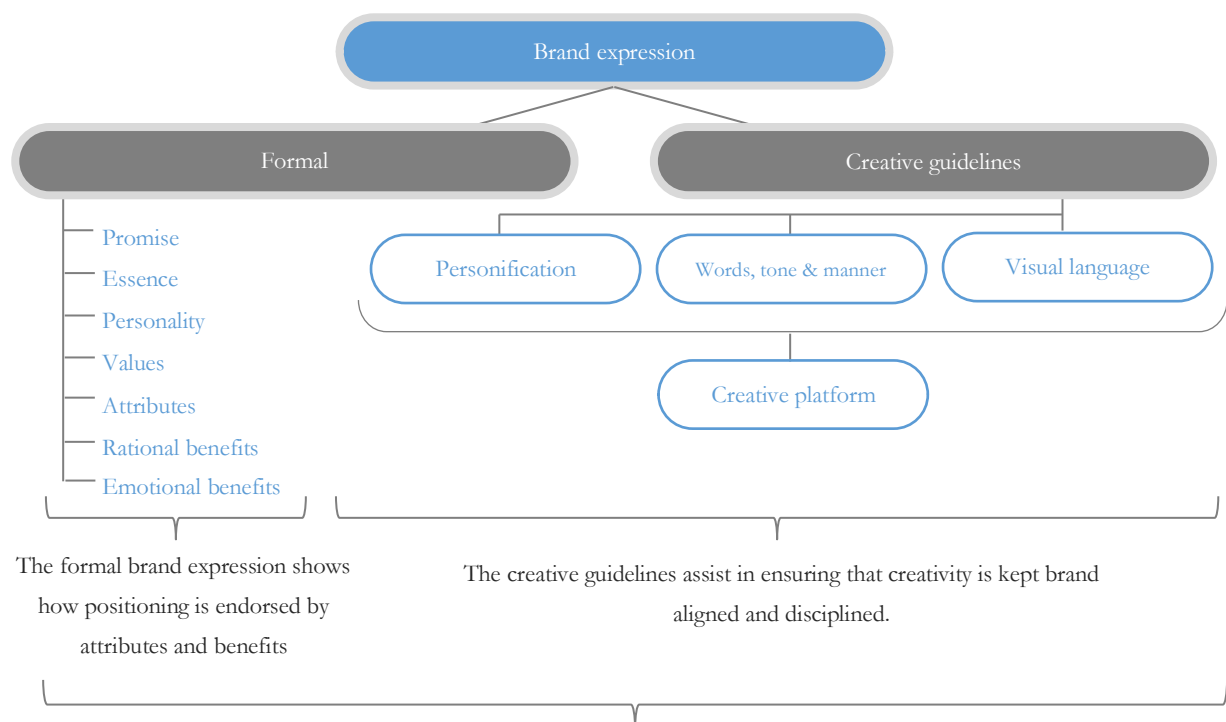 Brand expression
Formal
Creative guidelines
Promise
Essence
Personality
Values
Attributes
Rational benefits
Emotional benefits
Personification
Words, tone & manner
Visual language
Creative platform
The formal brand expression shows
how positioning is endorsed by
attributes and benefits
The creative guidelines assist in ensuring that creativity is kept brand
aligned and disciplined.